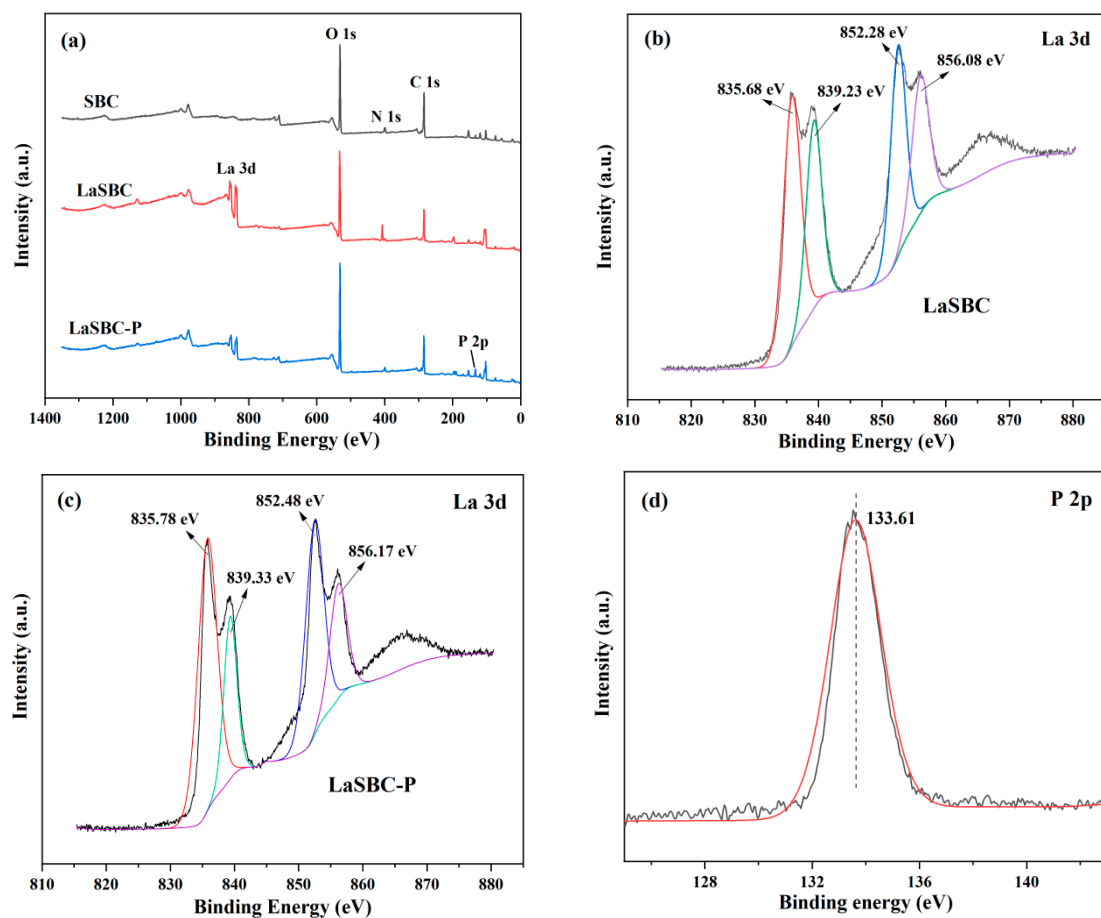 (a)
O 1s
C 1s
SBC
N 1s
La 3d
LaSBC
LaSBC-P
P 2p
Intensity (a.u.)
1400 1200 1000 800 600 400 200 0
Binding Energy (eV)
(b)
La 3d
852.28 eV
856.08 eV
835.68 eV
839.23 eV
LaSBC
Intensity (a.u.)
810 820 830 840 850 860 870 880
Binding Energy (eV)
(c)
La 3d
852.48 eV
835.78 eV
839.33 eV
856.17 eV
LaSBC-P
Intensity (a.u.)
810 820 830 840 850 860 870 880
Binding Energy (eV)
(d)
P 2p
133.61
Intensity (a.u.)
128 132 136 140
Binding energy (eV)